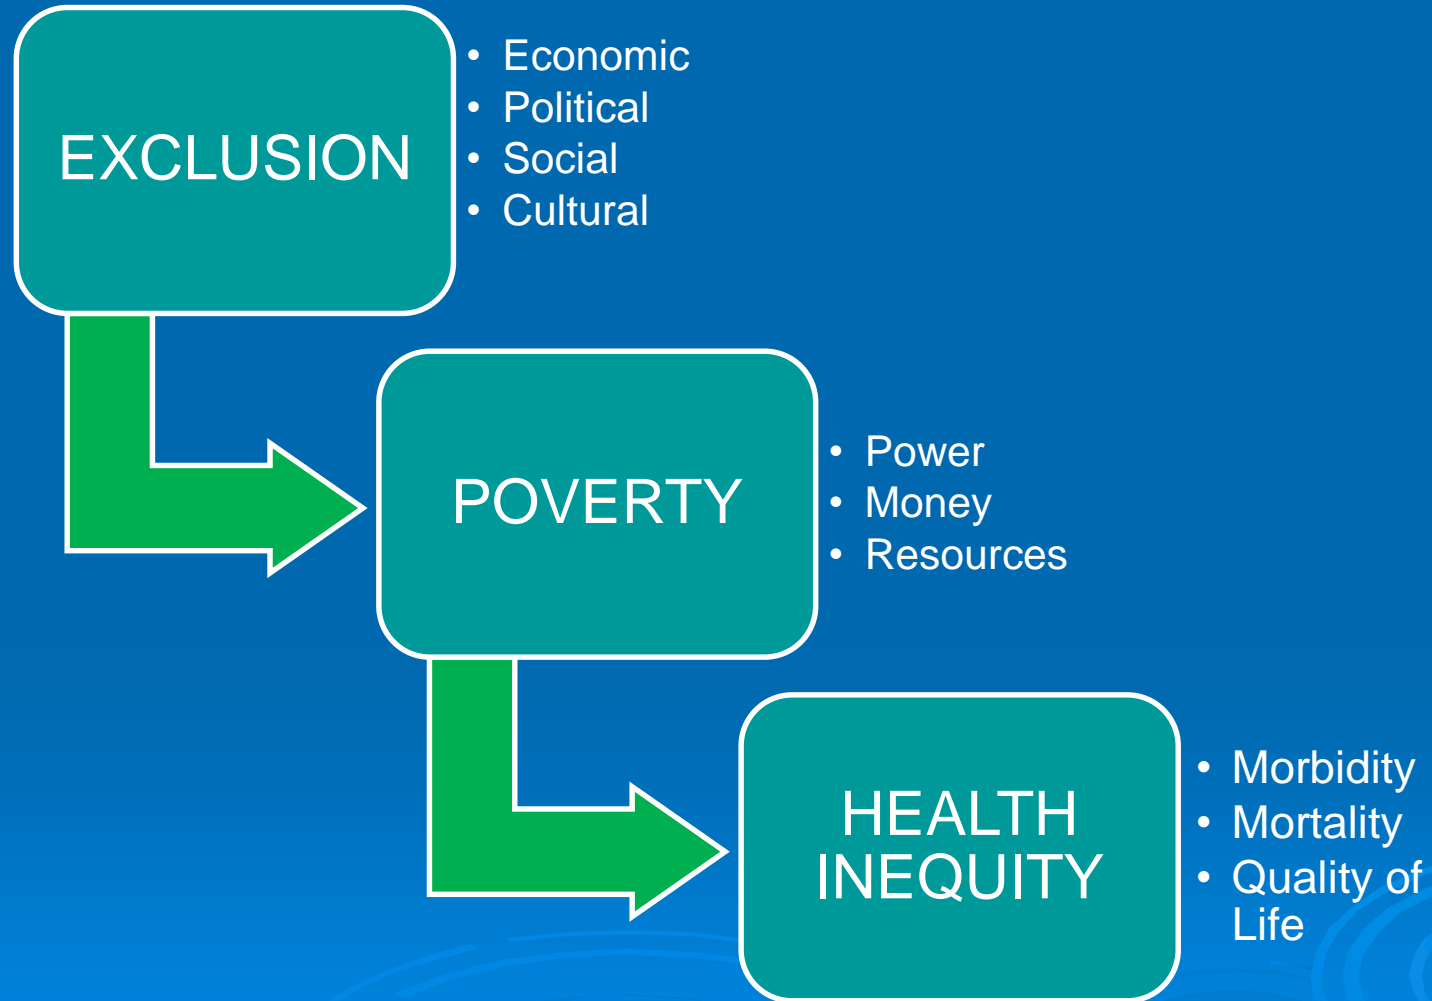 EXCLUSION
• Economic
• Political
• Social
• Cultural
POVERTY
• Power
• Money
• Resources
HEALTH
INEQUITY
• Morbidity
• Mortality
• Quality of
Life